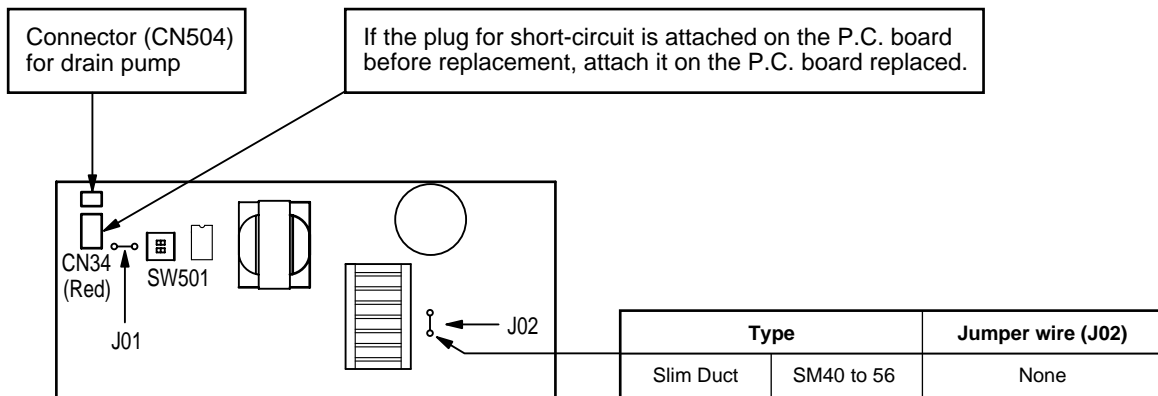 Connector (CN504)
for drain pump
If the plug for short-circuit is attached on the P.C. board
before replacement, attach it on the P.C. board replaced.
CN34
(Red)
SW501
J01
J02
Type
Jumper wire (J02)
Slim Duct
SM40 to 56
None